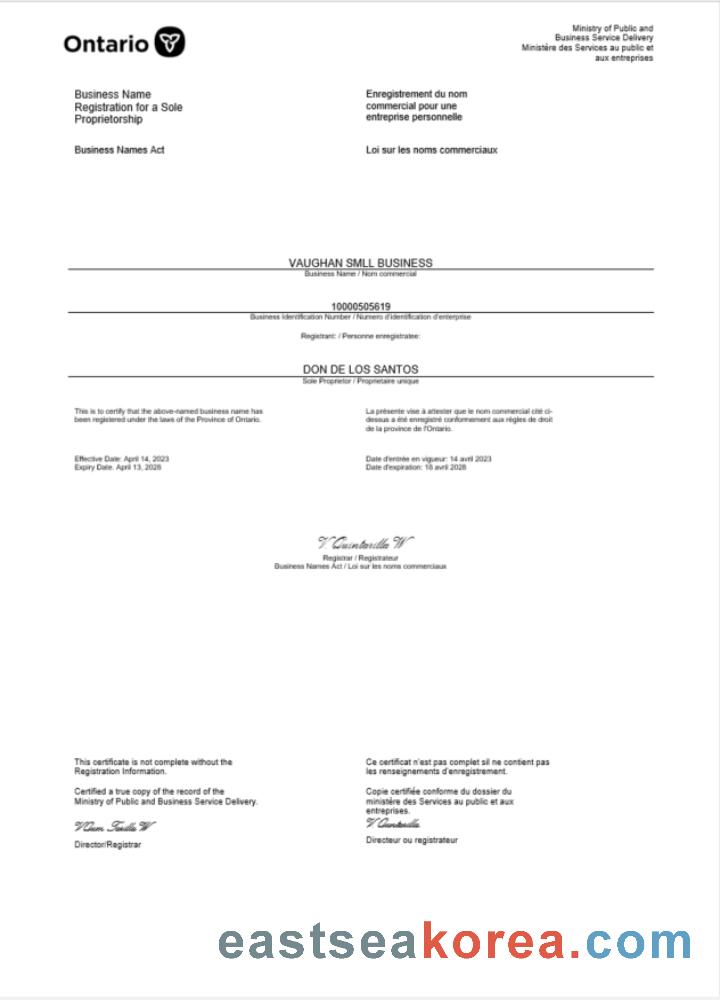 Ontario
Ministry of Public and
Business Service Delivery
Ministère des Services au public et
aux entreprises
Business Name
Registration for a Sole
Proprietorship
Enregistrement du nom
commercial pour une
entreprise personnelle
Business Names Act
Loi sur les noms commerciaux
VAUGHAN SMLL BUSINESS
Business Name / Nom commercial
10000505619
Business Identification Number / Numero d'identification d'enterprise
Registrant: / Personne enregistratee:
DON DE LOS SANTOS
Sole Proprietor / Proprietaire unique
This is to certify that the above-named business name has
been registered under the laws of the Province of Ontario.
La présente vise à attester que le nom commercial cité ci-
dessus a été enregistré conformement aux règles de droit
de la province de l'Ontario.
Effective Date: April 14, 2023
Expiry Date. April 13, 2028
Date d'entrée en vigueur: 14 avril 2023
Date d'expiration: 18 avril 2028
V. Quintarilla W
Registrar / Registrateur
Business Names Act / Loi sur les noms commerciaux
This certificate is not complete without the
Registration Information.
Ce certificat n'est pas complet sil ne contient pas
les renseignements d'enregistrement.
Certified a true copy of the record of the
Ministry of Public and Business Service Delivery.
Copie certifiée conforme du dossier du
ministère des Services au public et aux
entreprises.
Director/Registrar
Directeur ou registrateur
eastseakorea.com